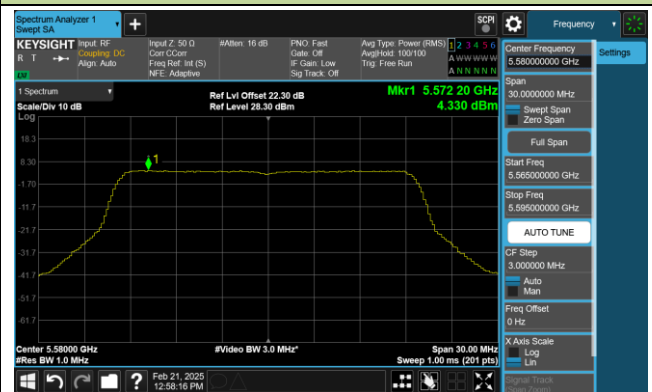 Spectrum Analyzer 1
Swept SA
SCPI
Frequency
Settings
KEYSIGHT
R T
Input: RF
Coupling: DC
Align: Auto
Input Z: 50 Ω
Corr CCorr
Freq Ref: Int (S)
NFE: Adaptive
#Atten: 16 dB
PNO: Fast
Gate: Off
IF Gain: Low
Sig Track: Off
Avg Type: Power (RMS)
Avg|Hold: 100/100
Trig: Free Run
1 2 3 4 5 6
A W W W W W
A N N N N N
1 Spectrum
Scale/Div 10 dB
Log
Ref Lvl Offset 22.30 dB
Ref Level 28.30 dBm
Mkr1 5.572 20 GHz
4.330 dBm
18.3
8.30
-1.70
-11.7
-21.7
-31.7
-41.7
-51.7
-61.7
1
Center 5.58000 GHz
#Res BW 1.0 MHz
#Video BW 3.0 MHz*
Span 30.00 MHz
Sweep 1.00 ms (201 pts)
Feb 21, 2025
12:58:16 PM
Center Frequency
5.580000000 GHz
Span
30.0000000 MHz
Swept Span
Zero Span
Full Span
Start Freq
5.565000000 GHz
Stop Freq
5.595000000 GHz
AUTO TUNE
CF Step
3.000000 MHz
Auto
Man
Freq Offset
0 Hz
X Axis Scale
Log
Lin
Signal Track
(Span Zoom)